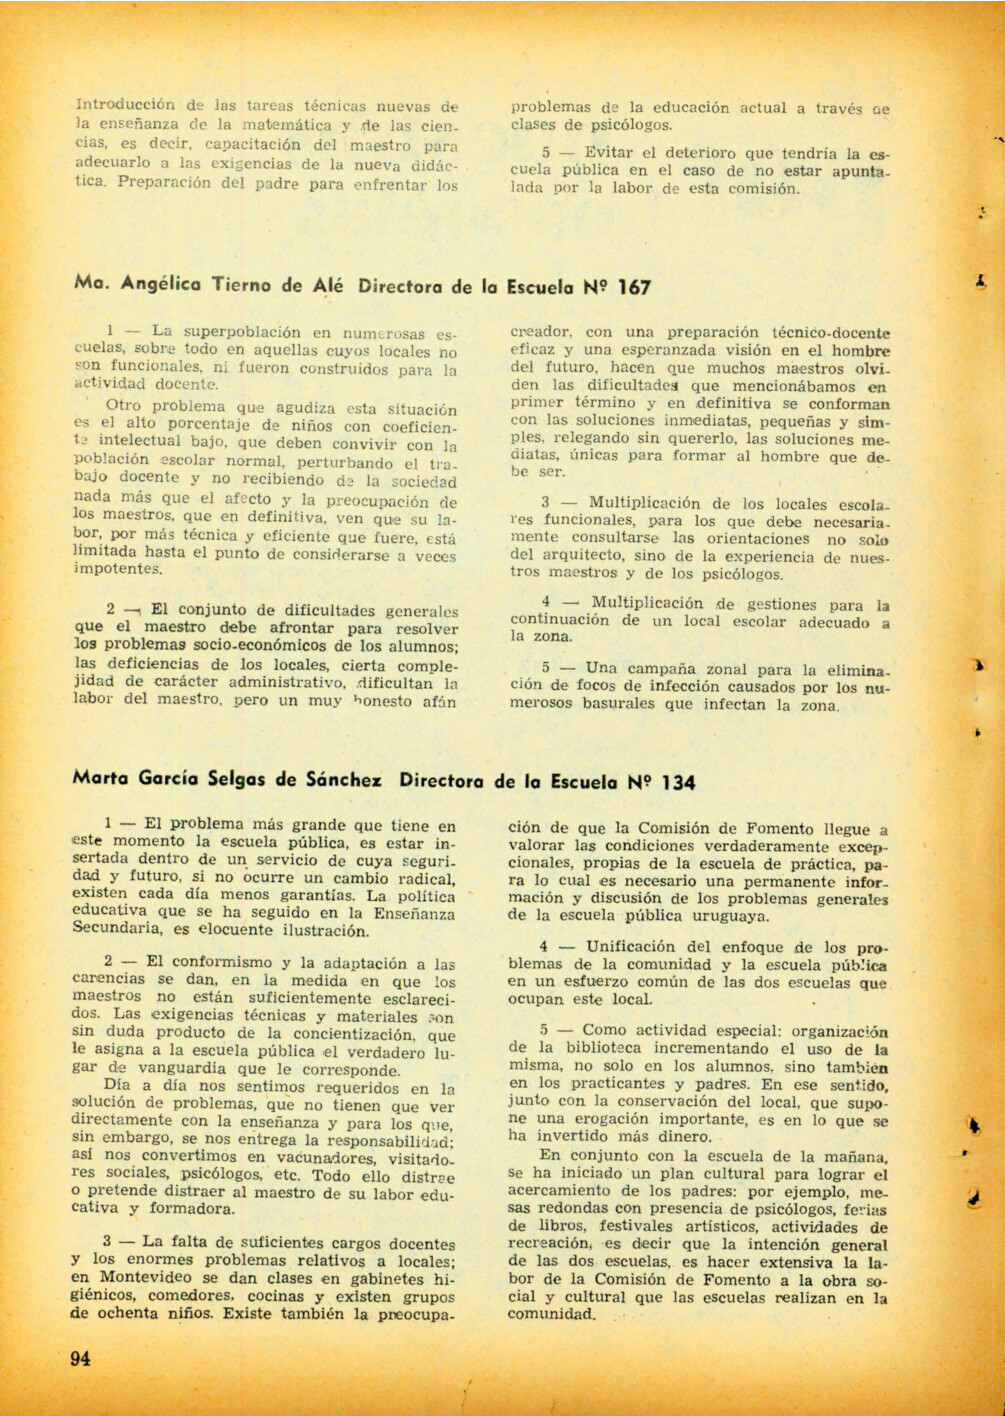 Introducción de las tareas técnicas nuevas de
la enseñanza de la matemática y de las cien-
cias, es decir, capacitación del maestro para
adecuarlo a las exigencias de la nueva didác-
tica. Preparación del padre para enfrentar los
problemas de la educación actual a través de
clases de psicólogos.
5 — Evitar el deterioro que tendría la es-
cuela pública en el caso de no estar apunta-
lada por la labor de esta comisión.
Ma. Angélica Tierno de Alé Directora de la Escuela Nº 167
1 — La superpoblación en numerosas es-
cuelas, sobre todo en aquellas cuyos locales no
son funcionales, ni fueron construidos para la
actividad docente.
Otro problema que agudiza esta situación
es el alto porcentaje de niños con coeficien-
te intelectual bajo, que deben convivir con la
población escolar normal, perturbando el tra-
bajo docente y no recibiendo de la sociedad
nada más que el afecto y la preocupación de
los maestros, que en definitiva, ven que su la-
bor, por más técnica y eficiente que fuere, está
limitada hasta el punto de considerarse a veces
impotentes.
2 — El conjunto de dificultades generales
que el maestro debe afrontar para resolver
los problemas socio-económicos de los alumnos;
las deficiencias de los locales, cierta comple-
jidad de carácter administrativo, dificultan la
labor del maestro, pero un muy honesto afán
creador, con una preparación técnico-docente
eficaz y una esperanzada visión en el hombre
del futuro, hacen que muchos maestros olvi-
den las dificultades que mencionábamos en
primer término y en definitiva se conforman
con las soluciones inmediatas, pequeñas y sim-
ples, relegando sin quererlo, las soluciones me-
diatas, únicas para formar al hombre que de-
be ser.
3 — Multiplicación de los locales escola-
res funcionales, para los que debe necesaria-
mente consultarse las orientaciones no solo
del arquitecto, sino de la experiencia de nues-
tros maestros y de los psicólogos.
4 — Multiplicación de gestiones para la
continuación de un local escolar adecuado a
la zona.
5 — Una campaña zonal para la elimina-
ción de focos de infección causados por los nu-
merosos basurales que infectan la zona.
Marta García Selgas de Sánchez Directora de la Escuela Nº 134
1 — El problema más grande que tiene en
este momento la escuela pública, es estar in-
sertada dentro de un servicio de cuya seguri-
dad y futuro, si no ocurre un cambio radical,
existen cada día menos garantías. La política
educativa que se ha seguido en la Enseñanza
Secundaria, es elocuente ilustración.
2 — El conformismo y la adaptación a las
carencias se dan, en la medida en que los
maestros no están suficientemente esclareci-
dos. Las exigencias técnicas y materiales son
sin duda producto de la concientización, que
le asigna a la escuela pública el verdadero lu-
gar de vanguardia que le corresponde.
Día a día nos sentimos requeridos en la
solución de problemas, que no tienen que ver
directamente con la enseñanza y para los que,
sin embargo, se nos entrega la responsabilidad;
así nos convertimos en vacunadores, visitado-
res sociales, psicólogos, etc. Todo ello distrae
o pretende distraer al maestro de su labor edu-
cativa y formadora.
3 — La falta de suficientes cargos docentes
y los enormes problemas relativos a locales;
en Montevideo se dan clases en gabinetes hi-
giénicos, comedores, cocinas y existen grupos
de ochenta niños. Existe también la preocupa-
ción de que la Comisión de Fomento llegue a
valorar las condiciones verdaderamente excep-
cionales, propias de la escuela de práctica, pa-
ra lo cual es necesario una permanente infor-
mación y discusión de los problemas generales
de la escuela pública uruguaya.
4 — Unificación del enfoque de los pro-
blemas de la comunidad y la escuela pública
en un esfuerzo común de las dos escuelas que
ocupan este local.
5 — Como actividad especial: organización
de la biblioteca incrementando el uso de la
misma, no solo en los alumnos, sino también
en los practicantes y padres. En ese sentido,
junto con la conservación del local, que supo-
ne una erogación importante, es en lo que se
ha invertido más dinero.
En conjunto con la escuela de la mañana,
se ha iniciado un plan cultural para lograr el
acercamiento de los padres: por ejemplo, me-
sas redondas con presencia de psicólogos, ferias
de libros, festivales artísticos, actividades de
recreación, es decir que la intención general
de las dos escuelas, es hacer extensiva la la-
bor de la Comisión de Fomento a la obra so-
cial y cultural que las escuelas realizan en la
comunidad.
94